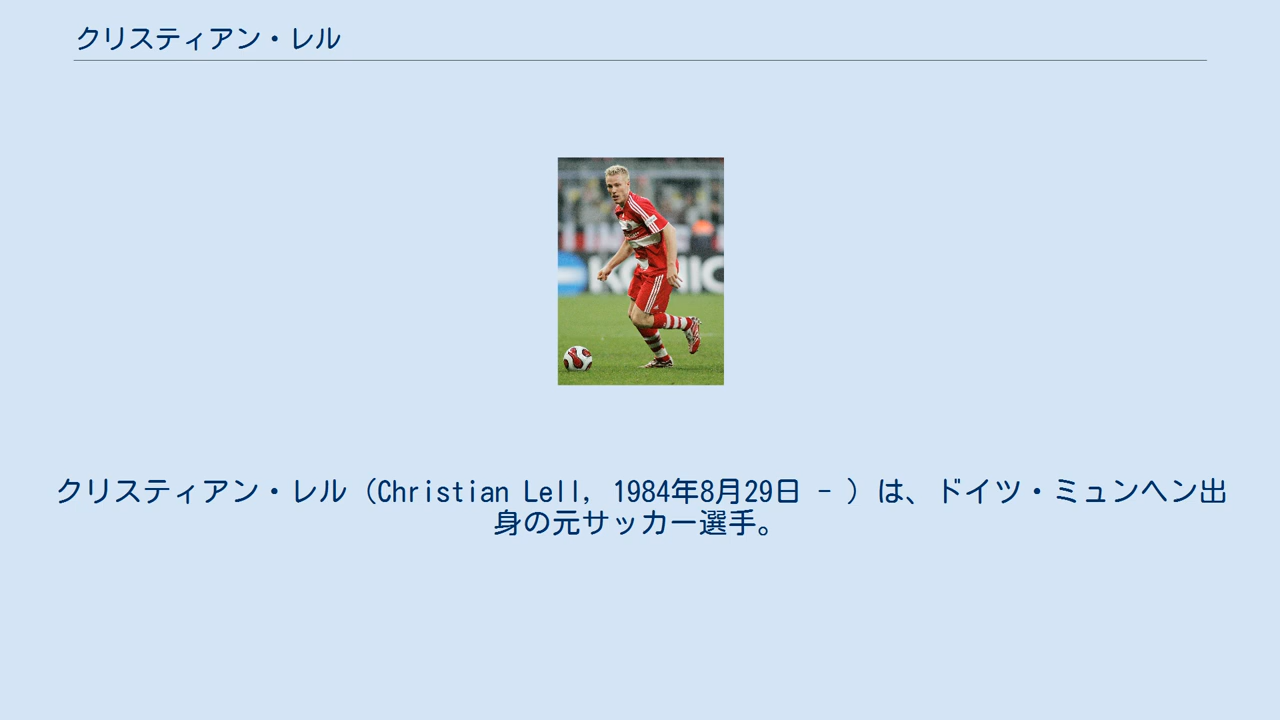 クリスティアン・レル
KONIC
クリスティアン・レル（Christian Lell, 1984年8月29日 - ）は、ドイツ・ミュンヘン出
身の元サッカー選手。